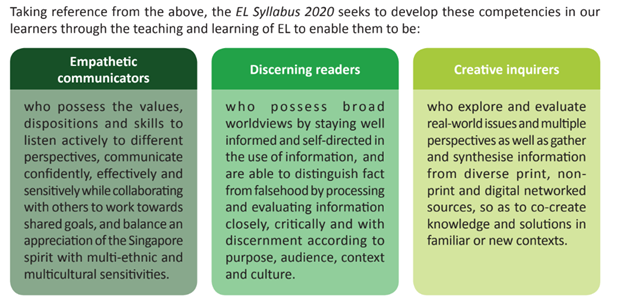 Taking reference from the above, the EL Syllabus 2020 seeks to develop these competencies in our
learners through the teaching and learning of EL to enable them to be:
Empathetic
communicators
who possess the values,
dispositions and skills to
listen actively to different
perspectives, communicate
confidently, effectively and
sensitively while collaborating
with others to work towards
shared goals, and balance an
appreciation of the Singapore
spirit with multi-ethnic and
multicultural sensitivities.
Discerning readers
who possess broad
worldviews by staying well
informed and self-directed in
the use of information, and
are able to distinguish fact
from falsehood by processing
and evaluating information
closely, critically and with
discernment according to
purpose, audience, context
and culture.
Creative inquirers
who explore and evaluate
real-world issues and multiple
perspectives as well as gather
and synthesise information
from diverse print, non-
print and digital networked
sources, so as to co-create
knowledge and solutions in
familiar or new contexts.